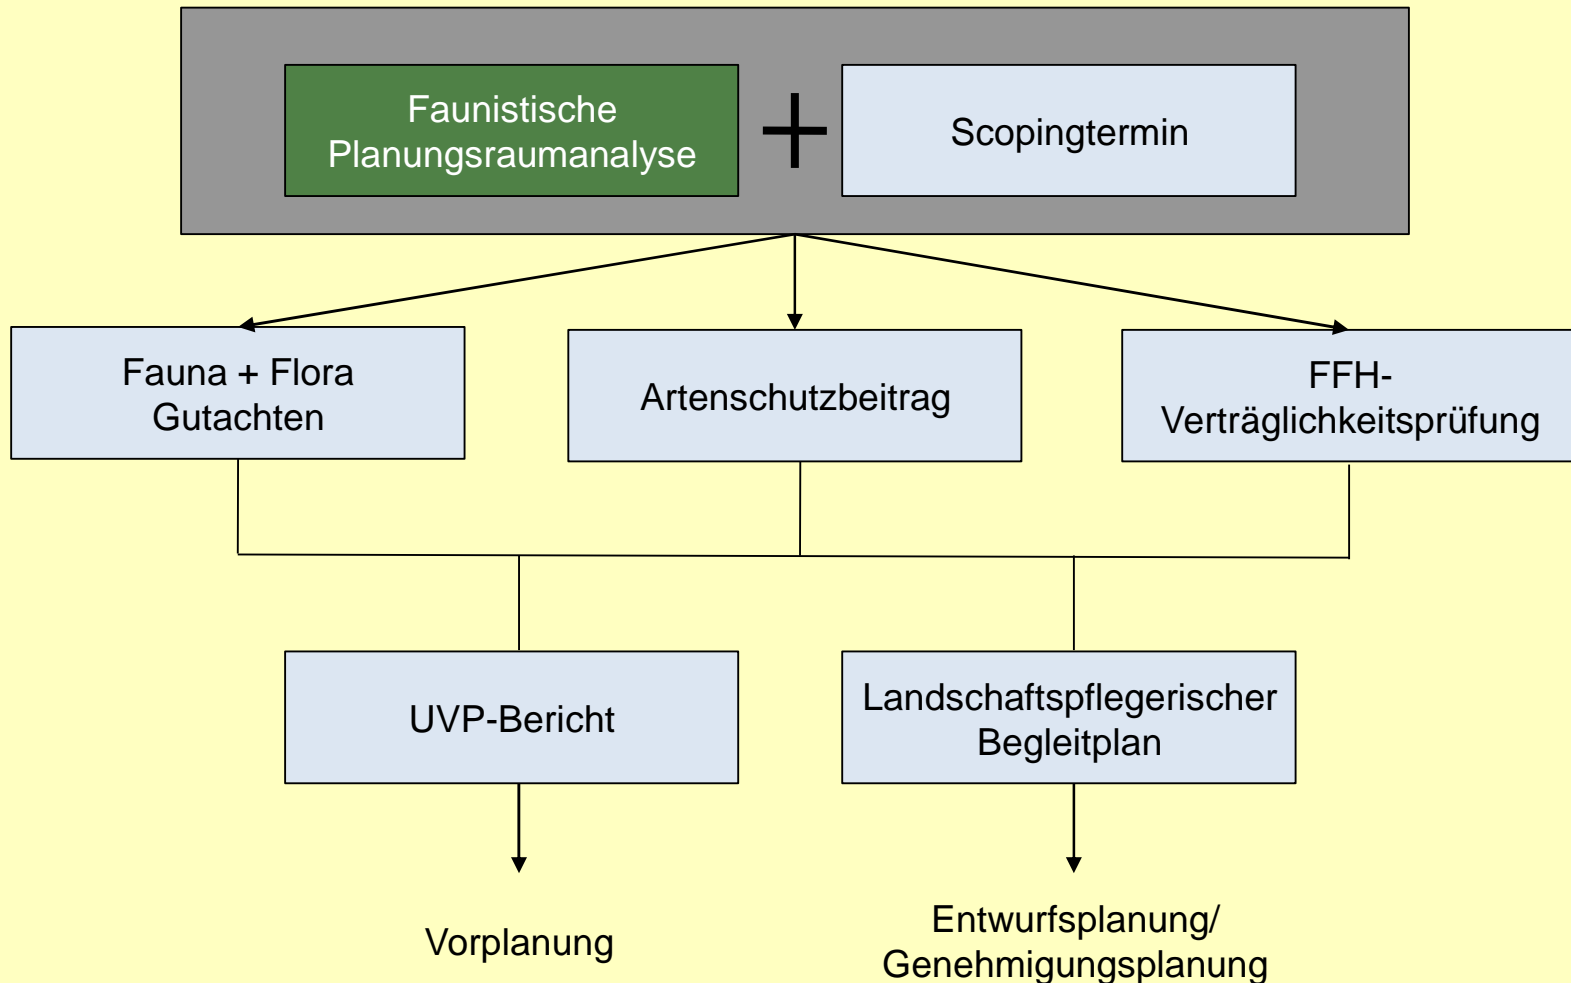 Faunistische
Planungsraumanalyse
+
Scopingtermin
Fauna + Flora
Gutachten
Artenschutzbeitrag
FFH-
Verträglichkeitsprüfung
UVP-Bericht
Landschaftspflegerischer
Begleitplan
Vorplanung
Entwurfsplanung/
Genehmigungsplanung